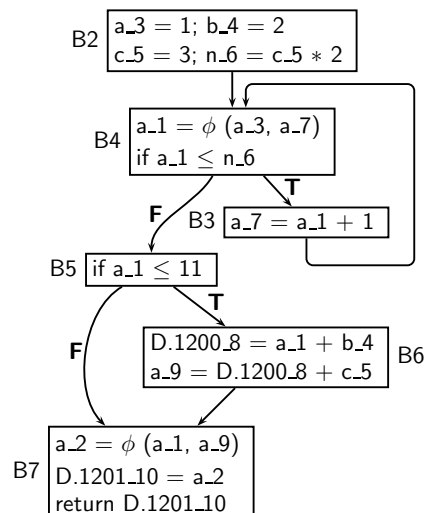 B2
a_3 = 1; b_4 = 2
c_5 = 3; n_6 = c_5 * 2
B4
a_1 = ϕ (a_3, a_7)
if a_1 ≤ n_6
T
F
B3
a_7 = a_1 + 1
B5
if a_1 ≤ 11
T
F
D.1200_8 = a_1 + b_4
a_9 = D.1200_8 + c_5
B6
B7
a_2 = ϕ (a_1, a_9)
D.1201_10 = a_2
return D.1201_10